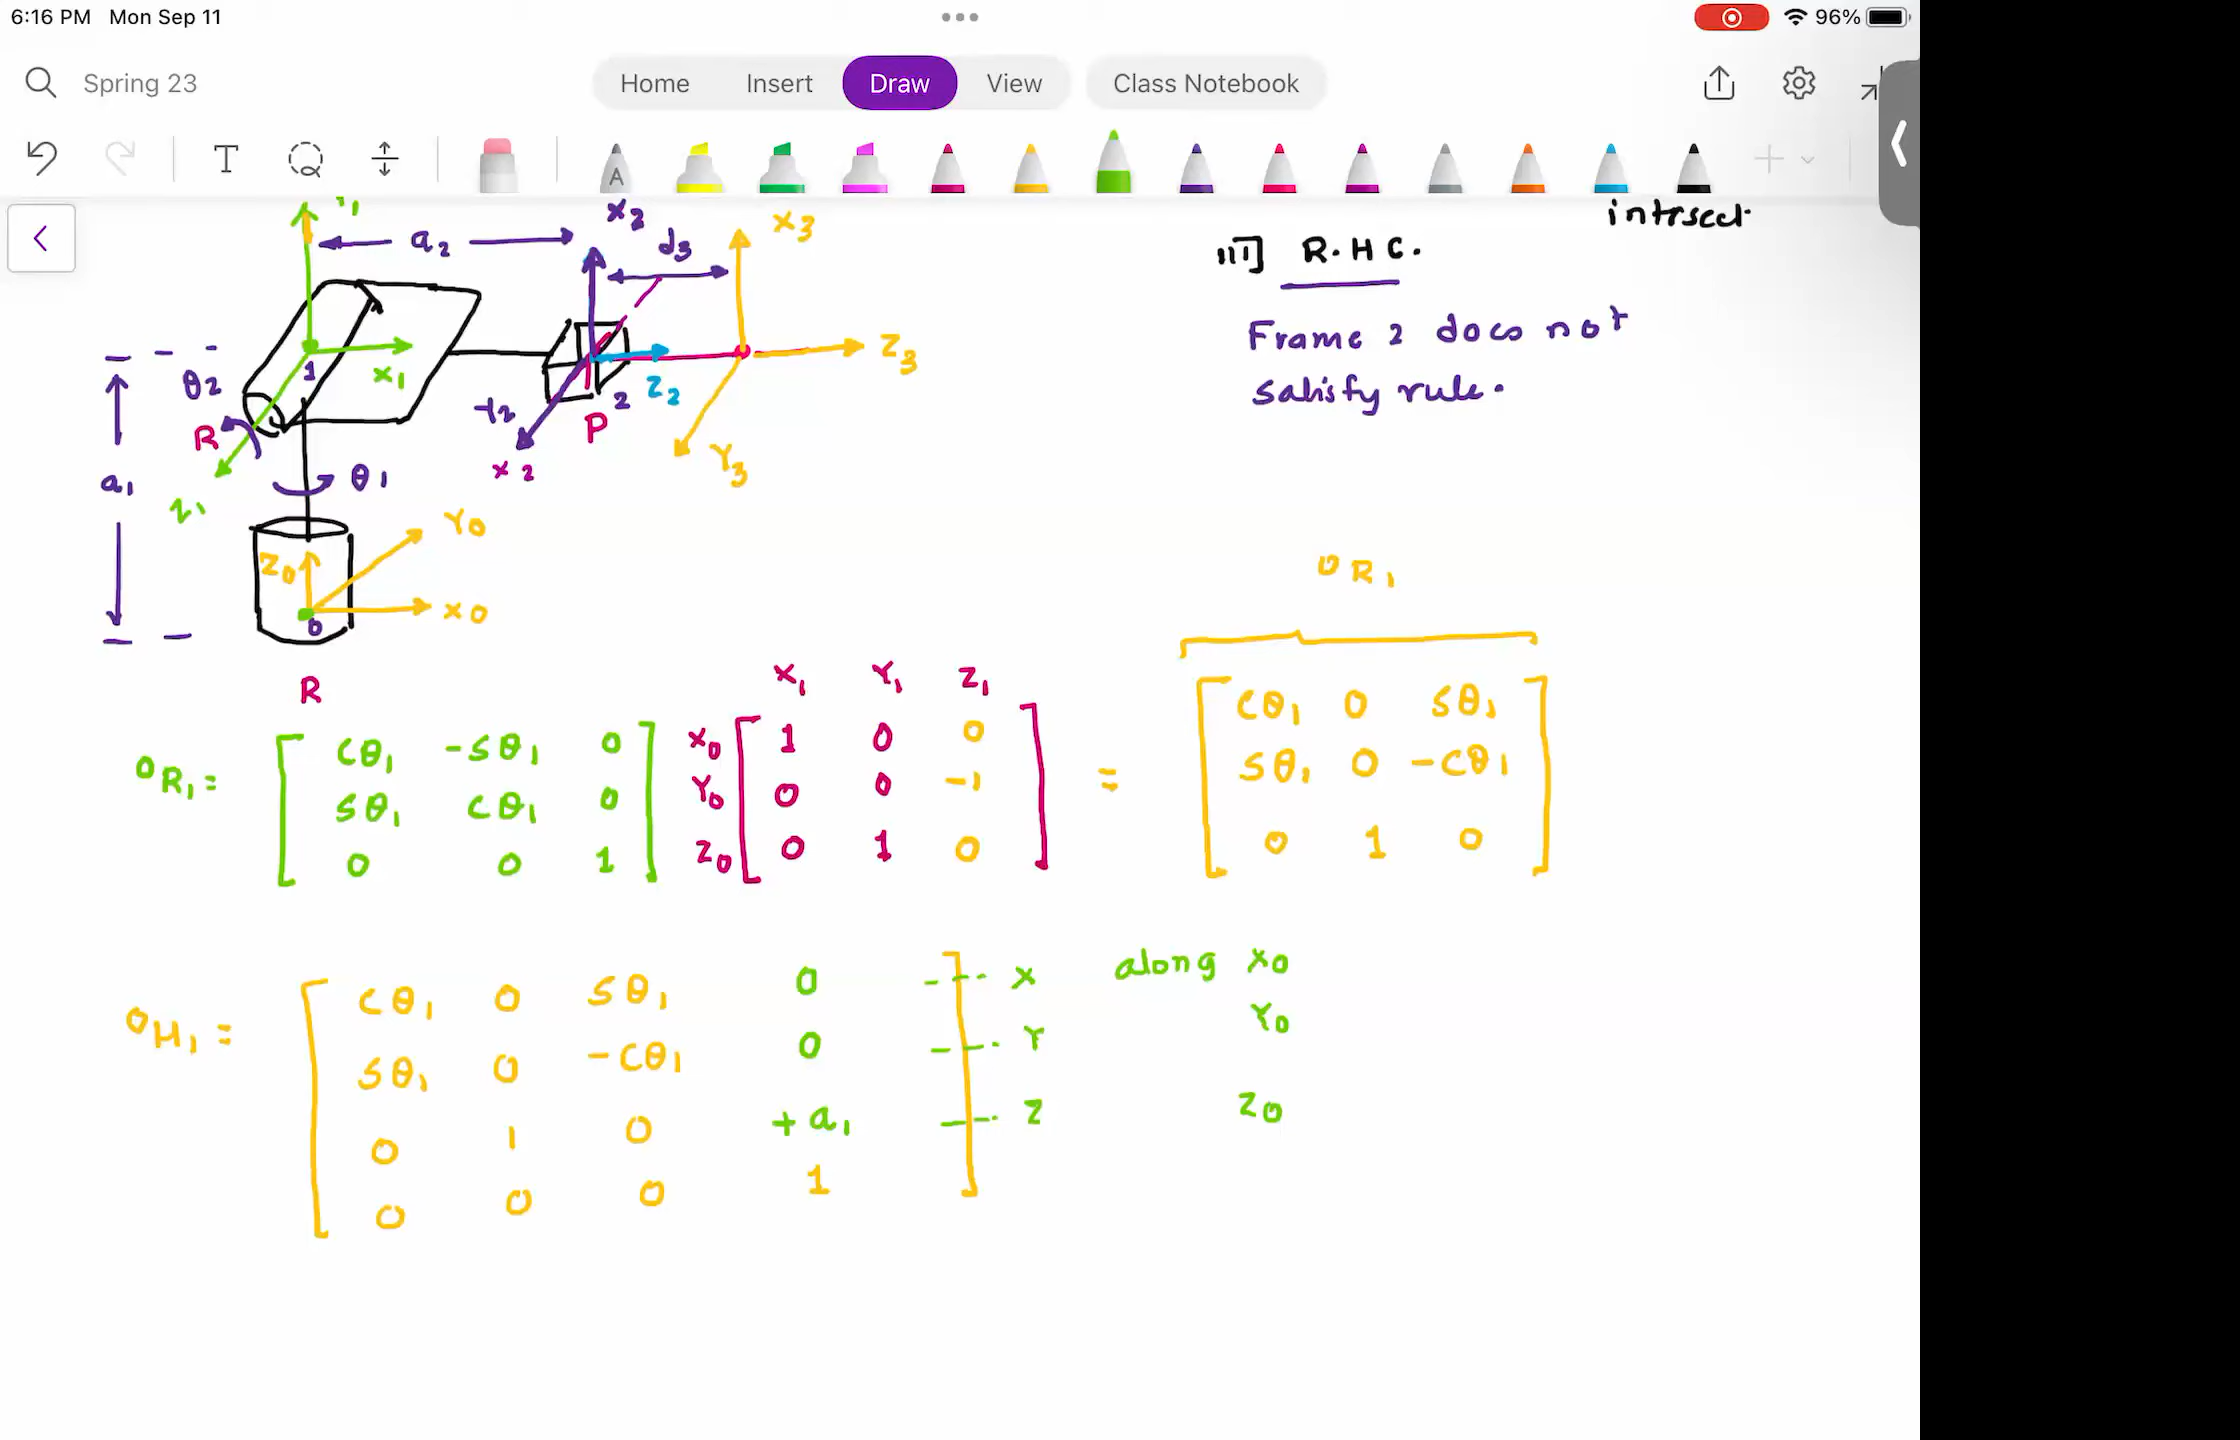 6:16 PM Mon Sep 11
96%
Spring 23
Home Insert Draw View Class Notebook
T
A
intrsect.
III] R.H C.
Frame 2 does not
satisfy rule.
Y1
a2
X2
d3
X3
Z3
θ2
1
X1
Y2
2
Z2
P
R
X2
Y3
a1
θ1
Z1
Y0
Z0
X0
0
R
0R1
X1 Y1 Z1
0R1 =
Cθ1 -Sθ1 0
Sθ1 Cθ1 0
0 0 1
X0 1 0 0
Y0 0 0 -1
Z0 0 1 0
=
Cθ1 0 Sθ1
Sθ1 0 -Cθ1
0 1 0
0H1 =
Cθ1 0 Sθ1 0 --- X along X0
Sθ1 0 -Cθ1 0 --- Y Y0
0 1 0 + a1 --- Z Z0
0 0 0 1